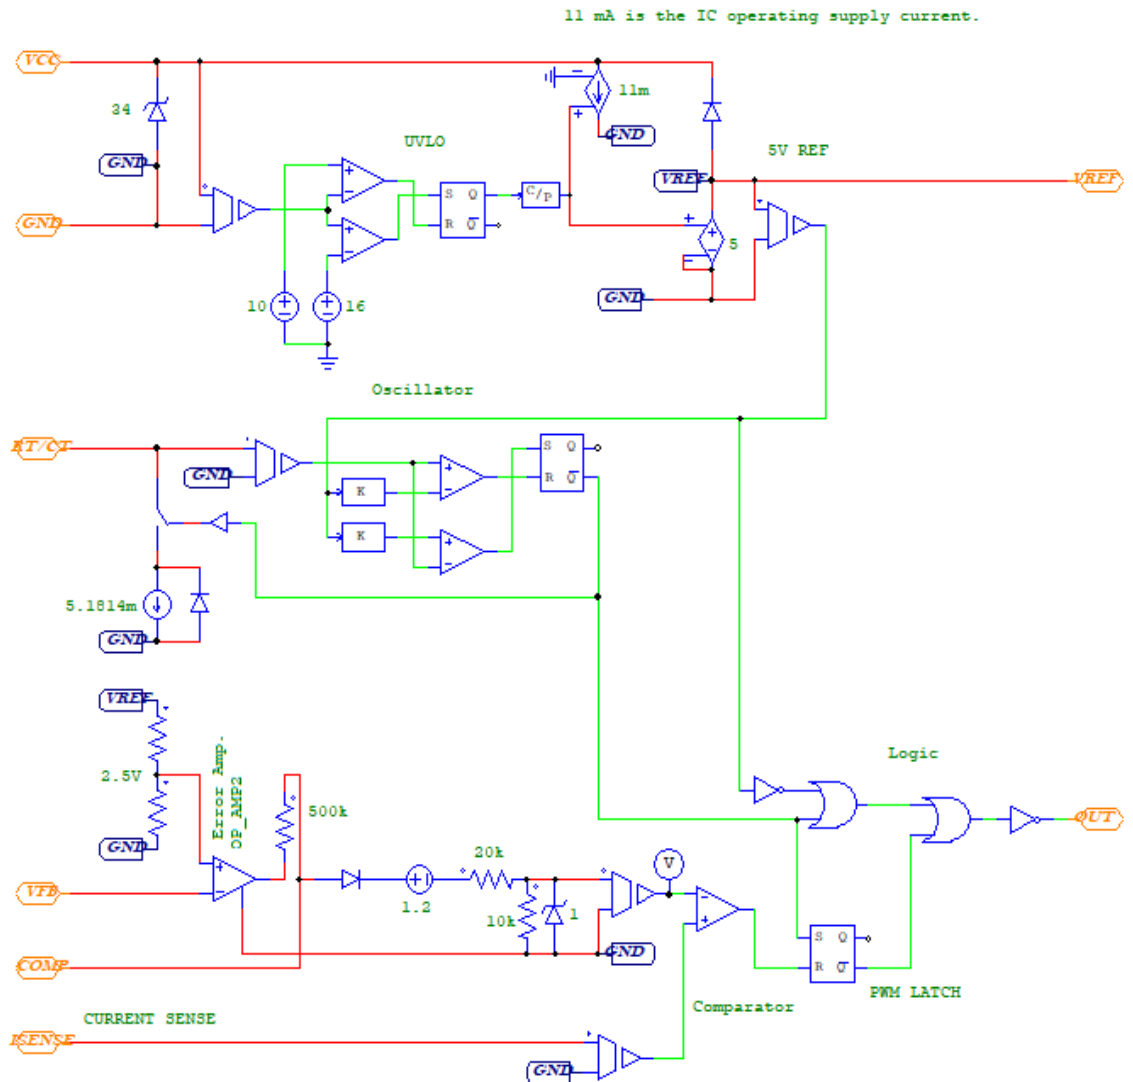 11 mA is the IC operating supply current.
VCC
34
11m
GND
UVLO
GND
5V REF
VREF
VREF
GND
S Q
R Q
C/P
5
10
16
GND
Oscillator
RT/CT
GND
S Q
R Q
K
K
5.1814m
GND
VREF
2.5V
Error Amp.
OP_AMP2
500k
Logic
GND
OUT
V
20k
VFB
1.2
10k
1
GND
S Q
R Q
COMP
PWM LATCH
Comparator
CURRENT SENSE
ISENSE
GND